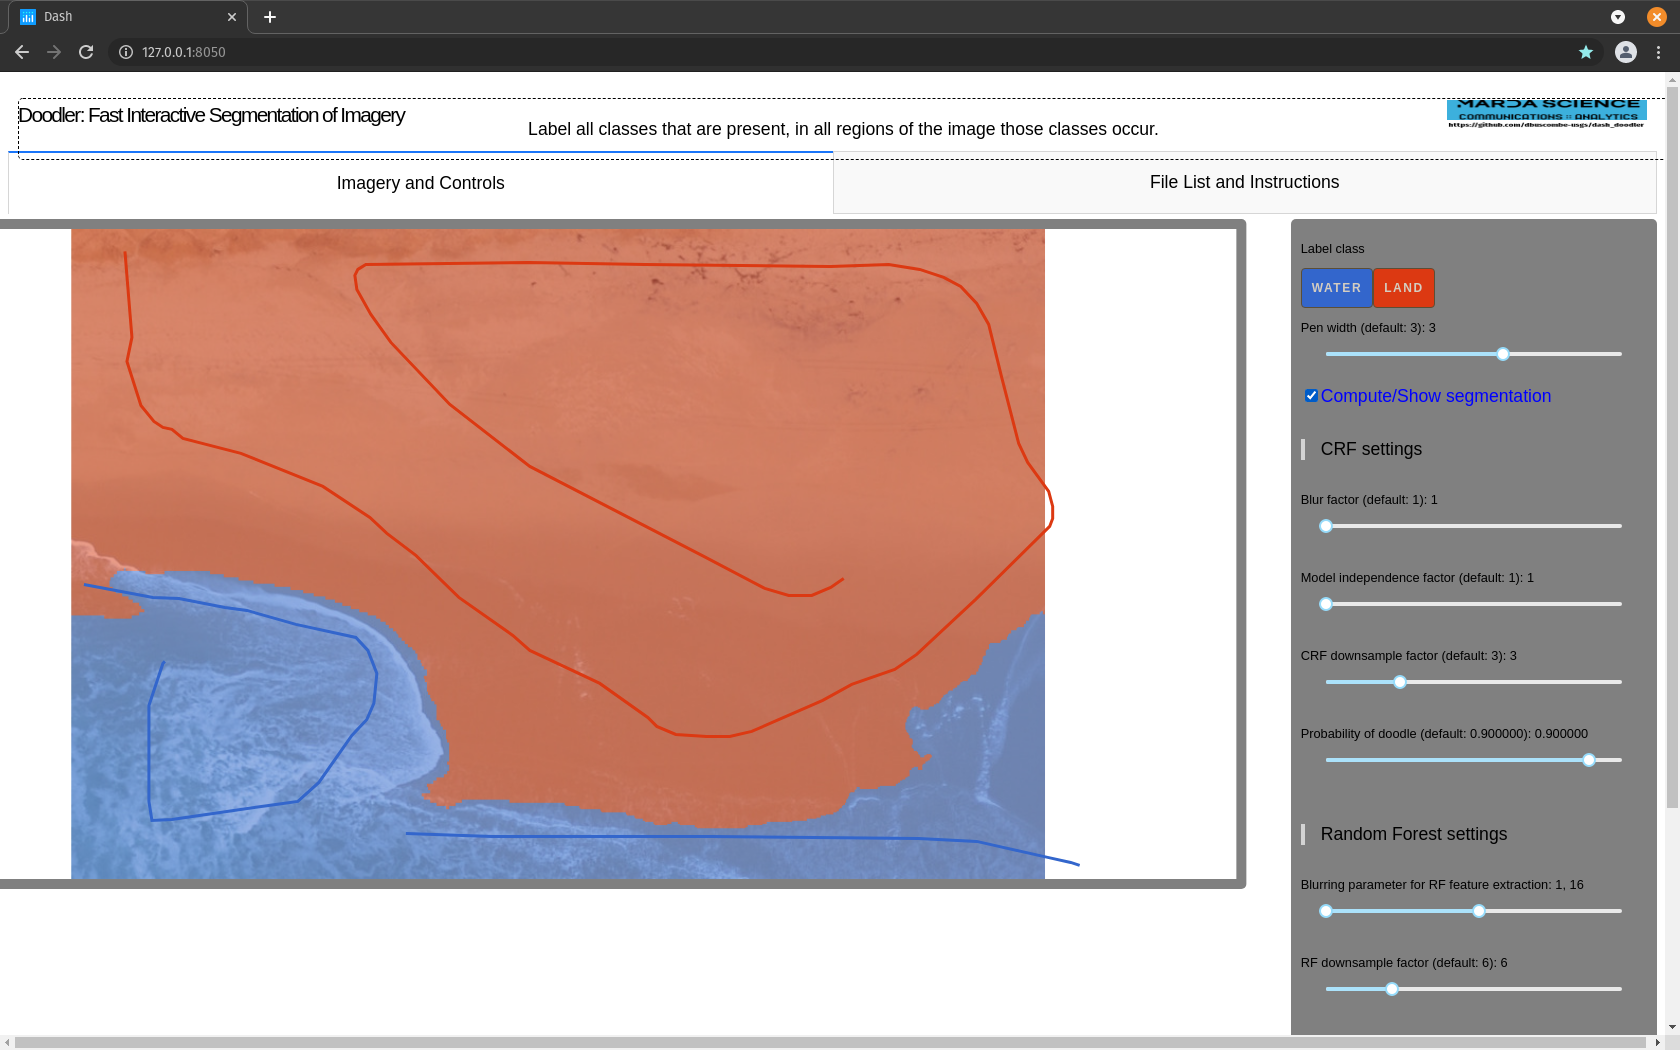 Dash
127.0.0.1:8050
Doodler: Fast Interactive Segmentation of Imagery
Label all classes that are present, in all regions of the image those classes occur.
MARDA SCIENCE
COMMUNICATIONS :: ANALYTICS
https://github.com/dbuscombe-usgs/dash_doodler
Imagery and Controls
File List and Instructions
Label class
WATER LAND
Pen width (default: 3): 3
Compute/Show segmentation
CRF settings
Blur factor (default: 1): 1
Model independence factor (default: 1): 1
CRF downsample factor (default: 3): 3
Probability of doodle (default: 0.900000): 0.900000
Random Forest settings
Blurring parameter for RF feature extraction: 1, 16
RF downsample factor (default: 6): 6